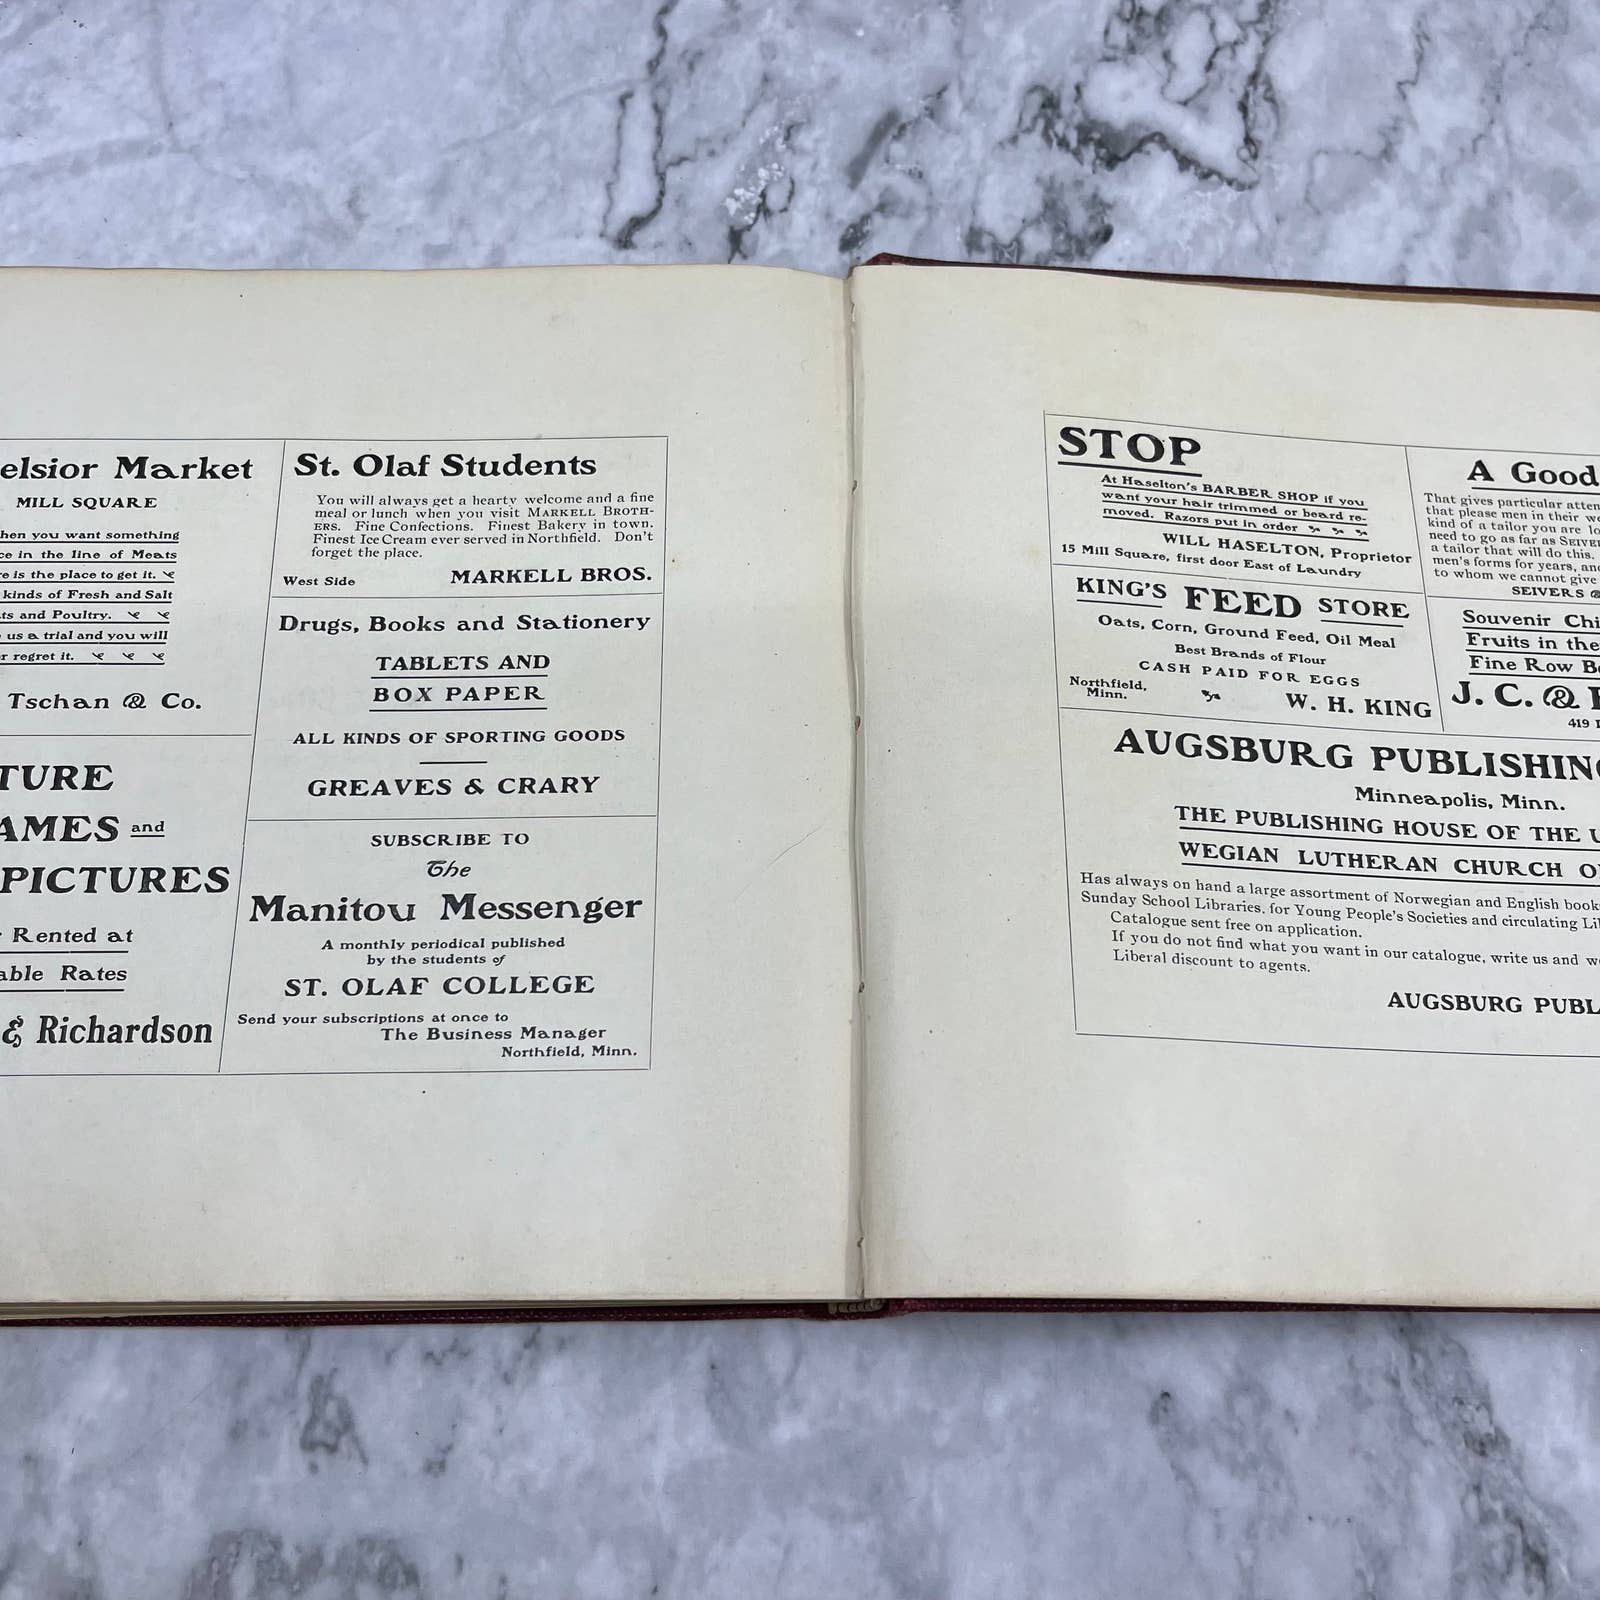 elsior Market
MILL SQUARE
hen you want something
ce in the line of Meats
re is the place to get it.
kinds of Fresh and Salt
ts and Poultry.
us a trial and you will
r regret it.
Tschan & Co.
TURE
AMES and
PICTURES
Rented at
able Rates
& Richardson
St. Olaf Students
You will always get a hearty welcome and a fine
meal or lunch when you visit MARKELL BROTH-
ERS. Fine Confections. Finest Bakery in town.
Finest Ice Cream ever served in Northfield. Don't
forget the place.
West Side MARKELL BROS.
Drugs, Books and Stationery
TABLETS AND
BOX PAPER
ALL KINDS OF SPORTING GOODS
GREAVES & CRARY
SUBSCRIBE TO
The
Manitou Messenger
A monthly periodical published
by the students of
ST. OLAF COLLEGE
Send your subscriptions at once to
The Business Manager
Northfield, Minn.
STOP
At Haselton's BARBER SHOP if you
want your hair trimmed or beard re-
moved. Razors put in order
WILL HASELTON, Proprietor
15 Mill Square, first door East of Laundry
KING'S FEED STORE
Oats, Corn, Ground Feed, Oil Meal
Best Brands of Flour
CASH PAID FOR EGGS
Northfield,
Minn.
W. H. KING
A Good
That gives particular atten
that please men in their we
kind of a tailor you are lo
need to go as far as SEIVER
a tailor that will do this.
men's forms for years, and
to whom we cannot give
SEIVERS &
Souvenir Chi
Fruits in the
Fine Row Bo
J. C. &
419
AUGSBURG PUBLISHING
Minneapolis, Minn.
THE PUBLISHING HOUSE OF THE U
WEGIAN LUTHERAN CHURCH O
Has always on hand a large assortment of Norwegian and English book
Sunday School Libraries, for Young People's Societies and circulating Li
Catalogue sent free on application.
If you do not find what you want in our catalogue, write us and w
Liberal discount to agents.
AUGSBURG PUBL